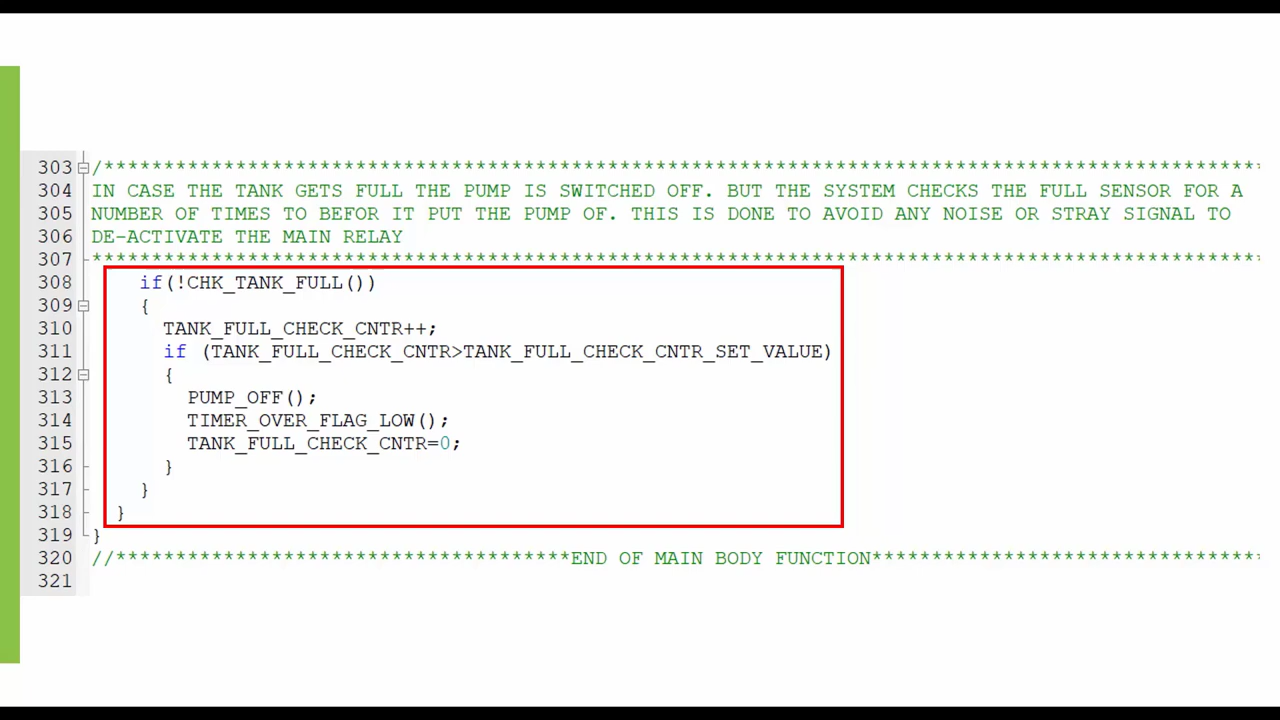 303 /************************************************************************************************
304 IN CASE THE TANK GETS FULL THE PUMP IS SWITCHED OFF. BUT THE SYSTEM CHECKS THE FULL SENSOR FOR A
305 NUMBER OF TIMES TO BEFOR IT PUT THE PUMP OF. THIS IS DONE TO AVOID ANY NOISE OR STRAY SIGNAL TO
306 DE-ACTIVATE THE MAIN RELAY
307 *************************************************************************************************
308 if(!CHK_TANK_FULL())
309 {
310 TANK_FULL_CHECK_CNTR++;
311 if (TANK_FULL_CHECK_CNTR>TANK_FULL_CHECK_CNTR_SET_VALUE)
312 {
313 PUMP_OFF();
314 TIMER_OVER_FLAG_LOW();
315 TANK_FULL_CHECK_CNTR=0;
316 }
317 }
318 }
319 }
320 //**************************************END OF MAIN BODY FUNCTION********************************
321